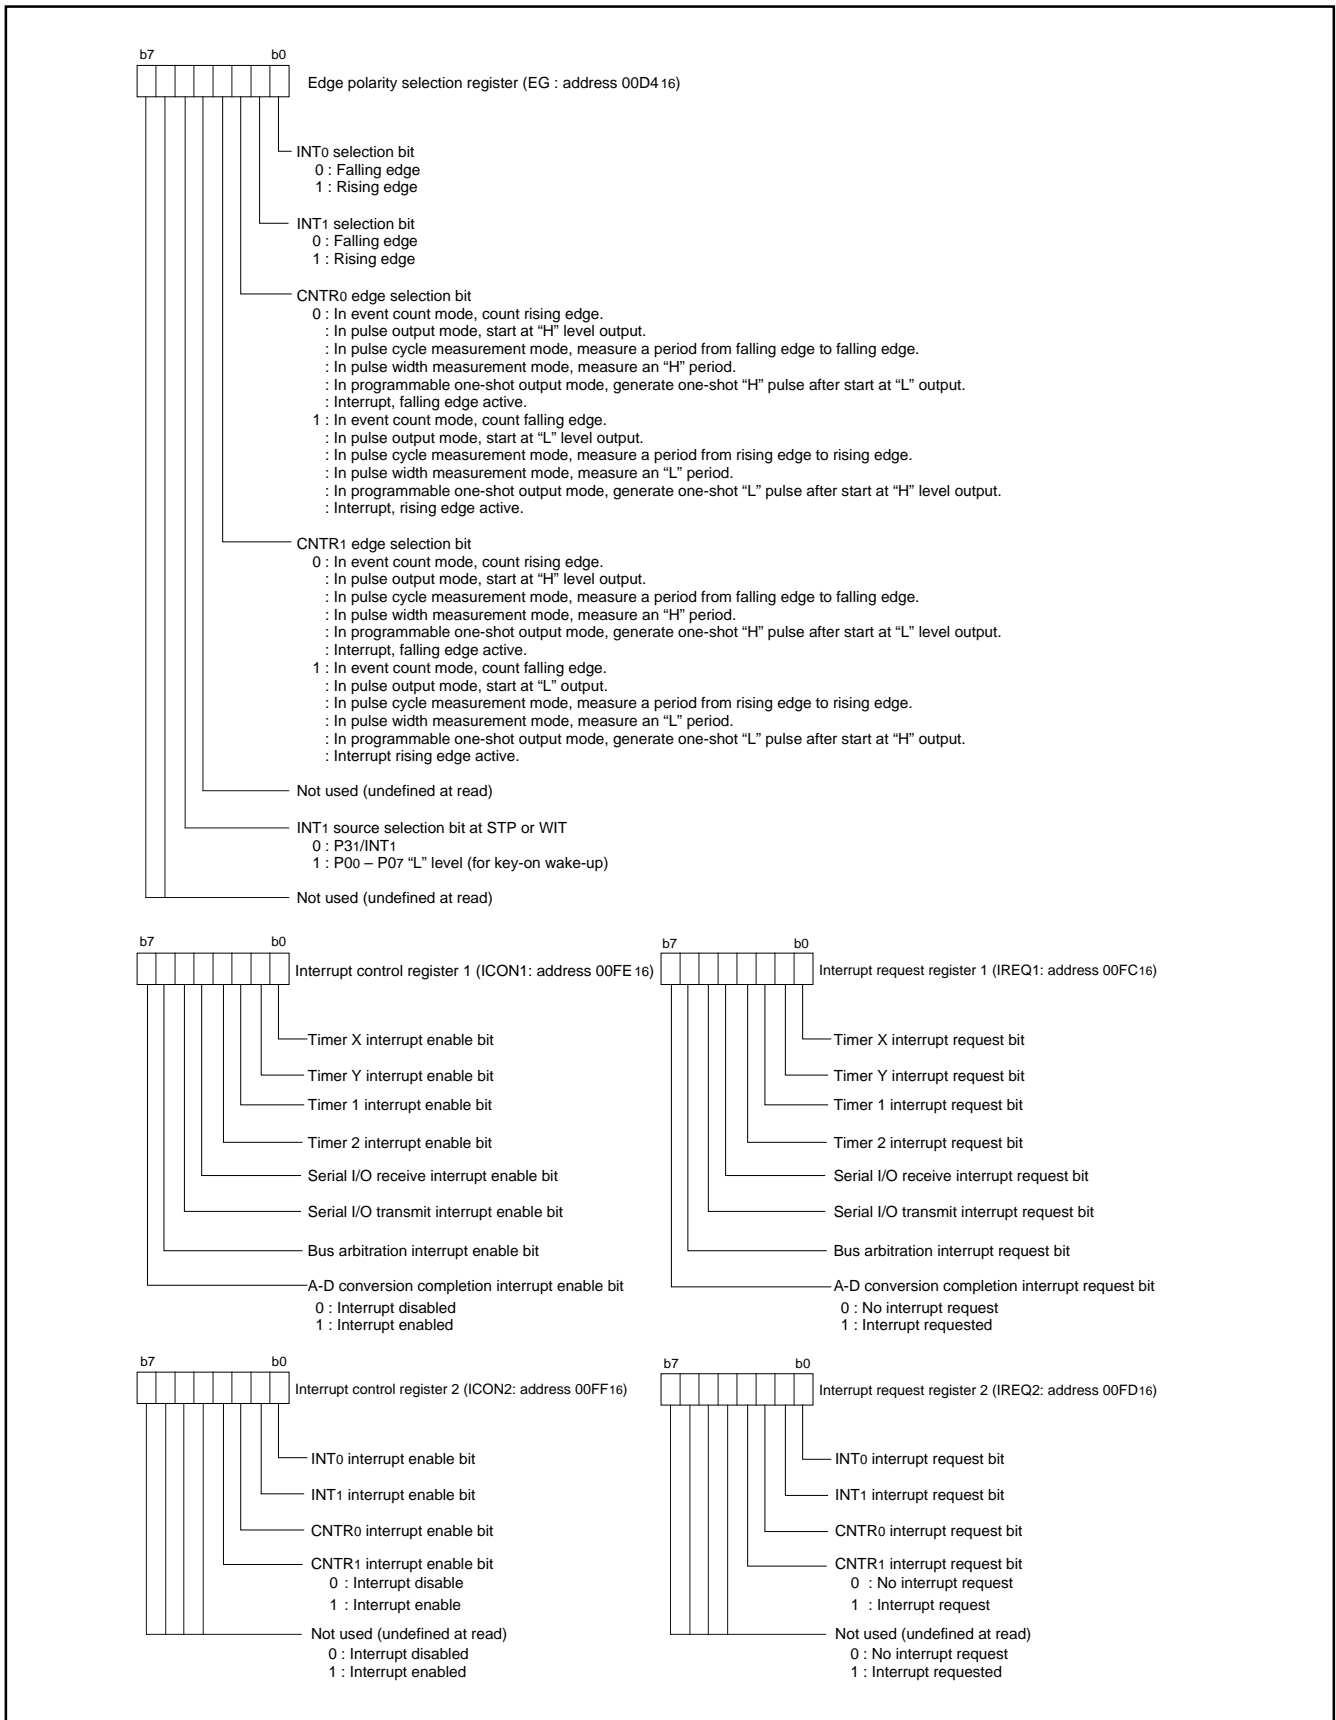 b7 b0
Edge polarity selection register (EG : address 00D416)
INT0 selection bit
0 : Falling edge
1 : Rising edge
INT1 selection bit
0 : Falling edge
1 : Rising edge
CNTR0 edge selection bit
0 : In event count mode, count rising edge.
: In pulse output mode, start at “H” level output.
: In pulse cycle measurement mode, measure a period from falling edge to falling edge.
: In pulse width measurement mode, measure an “H” period.
: In programmable one-shot output mode, generate one-shot “H” pulse after start at “L” output.
: Interrupt, falling edge active.
1 : In event count mode, count falling edge.
: In pulse output mode, start at “L” level output.
: In pulse cycle measurement mode, measure a period from rising edge to rising edge.
: In pulse width measurement mode, measure an “L” period.
: In programmable one-shot output mode, generate one-shot “L” pulse after start at “H” level output.
: Interrupt, rising edge active.
CNTR1 edge selection bit
0 : In event count mode, count rising edge.
: In pulse output mode, start at “H” level output.
: In pulse cycle measurement mode, measure a period from falling edge to falling edge.
: In pulse width measurement mode, measure an “H” period.
: In programmable one-shot output mode, generate one-shot “H” pulse after start at “L” level output.
: Interrupt, falling edge active.
1 : In event count mode, count falling edge.
: In pulse output mode, start at “L” output.
: In pulse cycle measurement mode, measure a period from rising edge to rising edge.
: In pulse width measurement mode, measure an “L” period.
: In programmable one-shot output mode, generate one-shot “L” pulse after start at “H” output.
: Interrupt rising edge active.
Not used (undefined at read)
INT1 source selection bit at STP or WIT
0 : P31/INT1
1 : P00 – P07 “L” level (for key-on wake-up)
Not used (undefined at read)
b7 b0
Interrupt control register 1 (ICON1: address 00FE16)
Timer X interrupt enable bit
Timer Y interrupt enable bit
Timer 1 interrupt enable bit
Timer 2 interrupt enable bit
Serial I/O receive interrupt enable bit
Serial I/O transmit interrupt enable bit
Bus arbitration interrupt enable bit
A-D conversion completion interrupt enable bit
0 : Interrupt disabled
1 : Interrupt enabled
b7 b0
Interrupt request register 1 (IREQ1: address 00FC16)
Timer X interrupt request bit
Timer Y interrupt request bit
Timer 1 interrupt request bit
Timer 2 interrupt request bit
Serial I/O receive interrupt request bit
Serial I/O transmit interrupt request bit
Bus arbitration interrupt request bit
A-D conversion completion interrupt request bit
0 : No interrupt request
1 : Interrupt requested
b7 b0
Interrupt control register 2 (ICON2: address 00FF16)
INT0 interrupt enable bit
INT1 interrupt enable bit
CNTR0 interrupt enable bit
CNTR1 interrupt enable bit
0 : Interrupt disable
1 : Interrupt enable
Not used (undefined at read)
0 : Interrupt disabled
1 : Interrupt enabled
b7 b0
Interrupt request register 2 (IREQ2: address 00FD16)
INT0 interrupt request bit
INT1 interrupt request bit
CNTR0 interrupt request bit
CNTR1 interrupt request bit
0 : No interrupt request
1 : Interrupt request
Not used (undefined at read)
0 : No interrupt request
1 : Interrupt requested